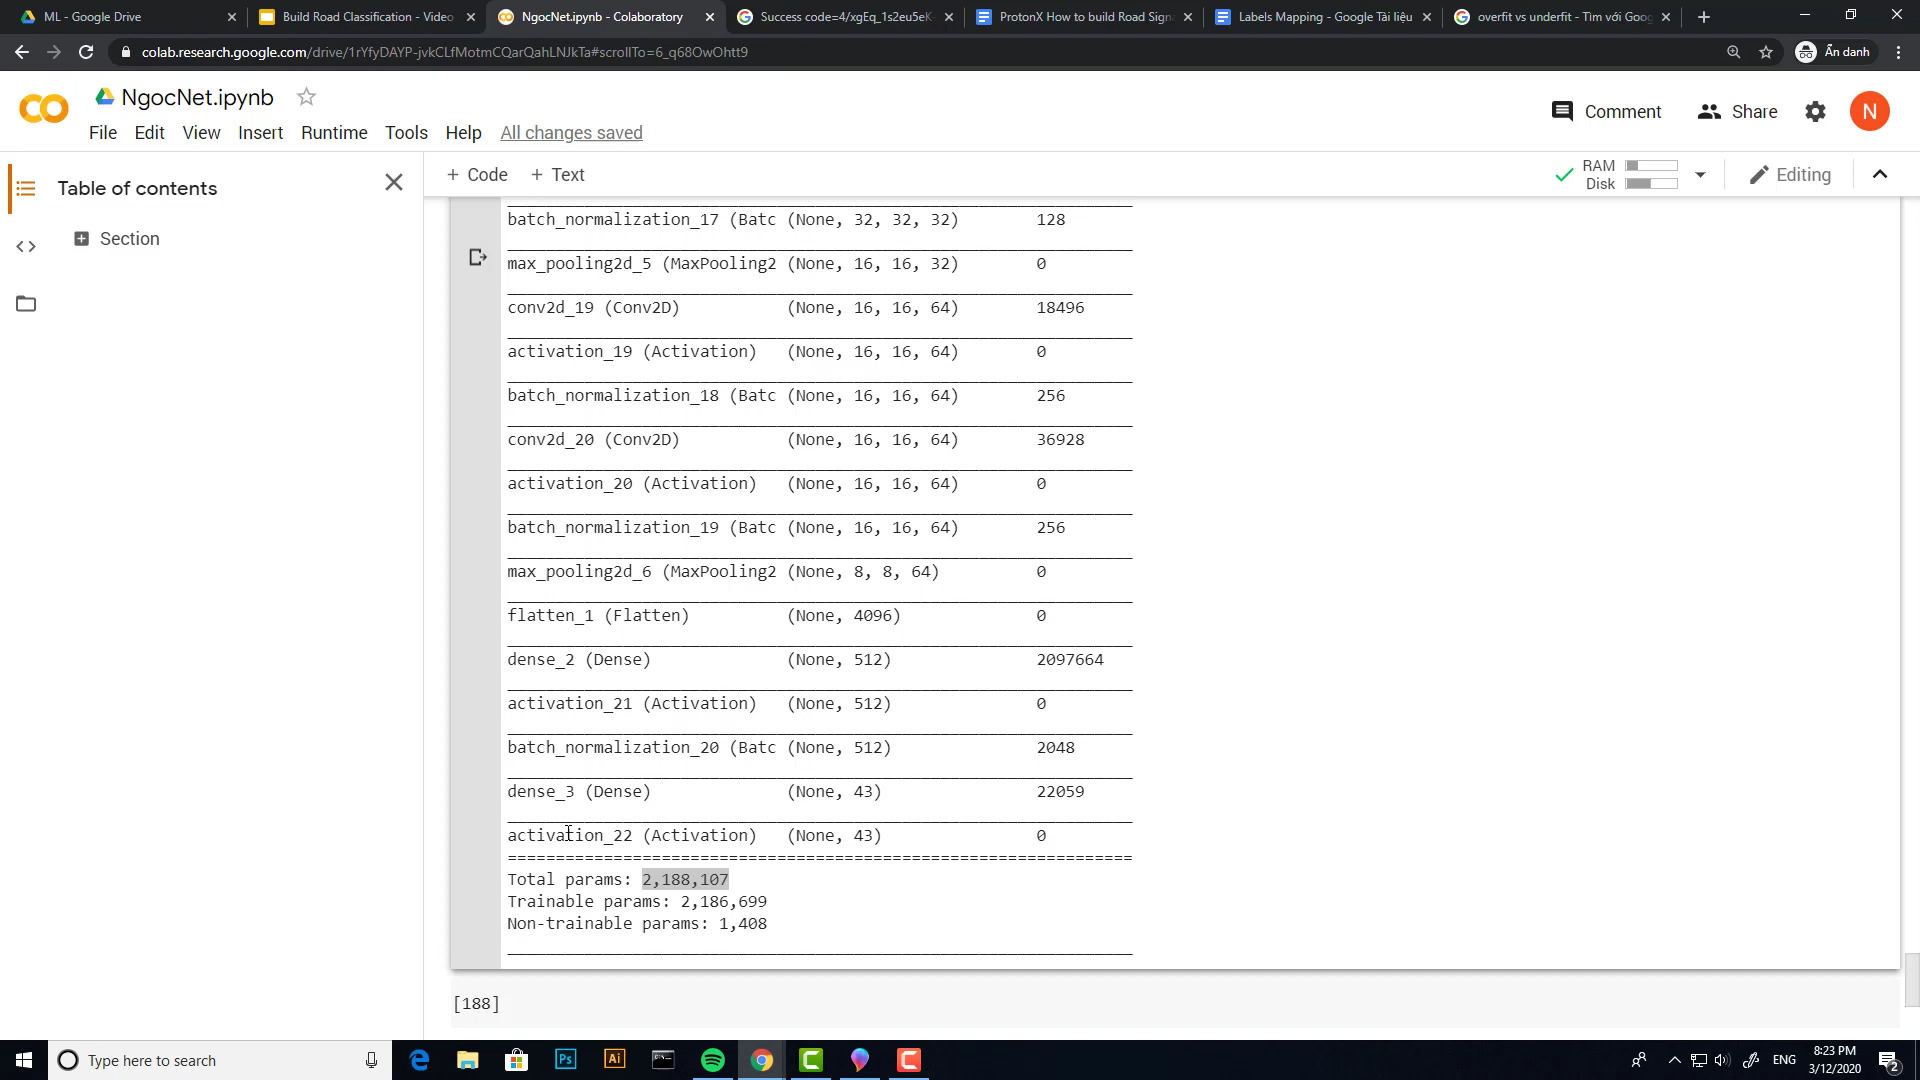 ML - Google Drive
Build Road Classification - Video
NgocNet.ipynb - Colaboratory
Success code=4/xgEq_1s2eu5eK
ProtonX How to build Road Sign
Labels Mapping - Google Tài liệu
overfit vs underfit - Tìm với Goog
colab.research.google.com/drive/1rYfyDAYP-jvkCLfMotmCQarQahLNJkTa#scrollTo=6_q68OwOhtt9
Ẩn danh
NgocNet.ipynb
File Edit View Insert Runtime Tools Help All changes saved
Comment Share N
Table of contents
Section
+ Code + Text
RAM
Disk
Editing
batch_normalization_17 (Batc (None, 32, 32, 32) 128
max_pooling2d_5 (MaxPooling2 (None, 16, 16, 32) 0
conv2d_19 (Conv2D) (None, 16, 16, 64) 18496
activation_19 (Activation) (None, 16, 16, 64) 0
batch_normalization_18 (Batc (None, 16, 16, 64) 256
conv2d_20 (Conv2D) (None, 16, 16, 64) 36928
activation_20 (Activation) (None, 16, 16, 64) 0
batch_normalization_19 (Batc (None, 16, 16, 64) 256
max_pooling2d_6 (MaxPooling2 (None, 8, 8, 64) 0
flatten_1 (Flatten) (None, 4096) 0
dense_2 (Dense) (None, 512) 2097664
activation_21 (Activation) (None, 512) 0
batch_normalization_20 (Batc (None, 512) 2048
dense_3 (Dense) (None, 43) 22059
activation_22 (Activation) (None, 43) 0
=================================================================
Total params: 2,188,107
Trainable params: 2,186,699
Non-trainable params: 1,408
[188]
Type here to search
Ps
Ai
ENG
8:23 PM
3/12/2020
2